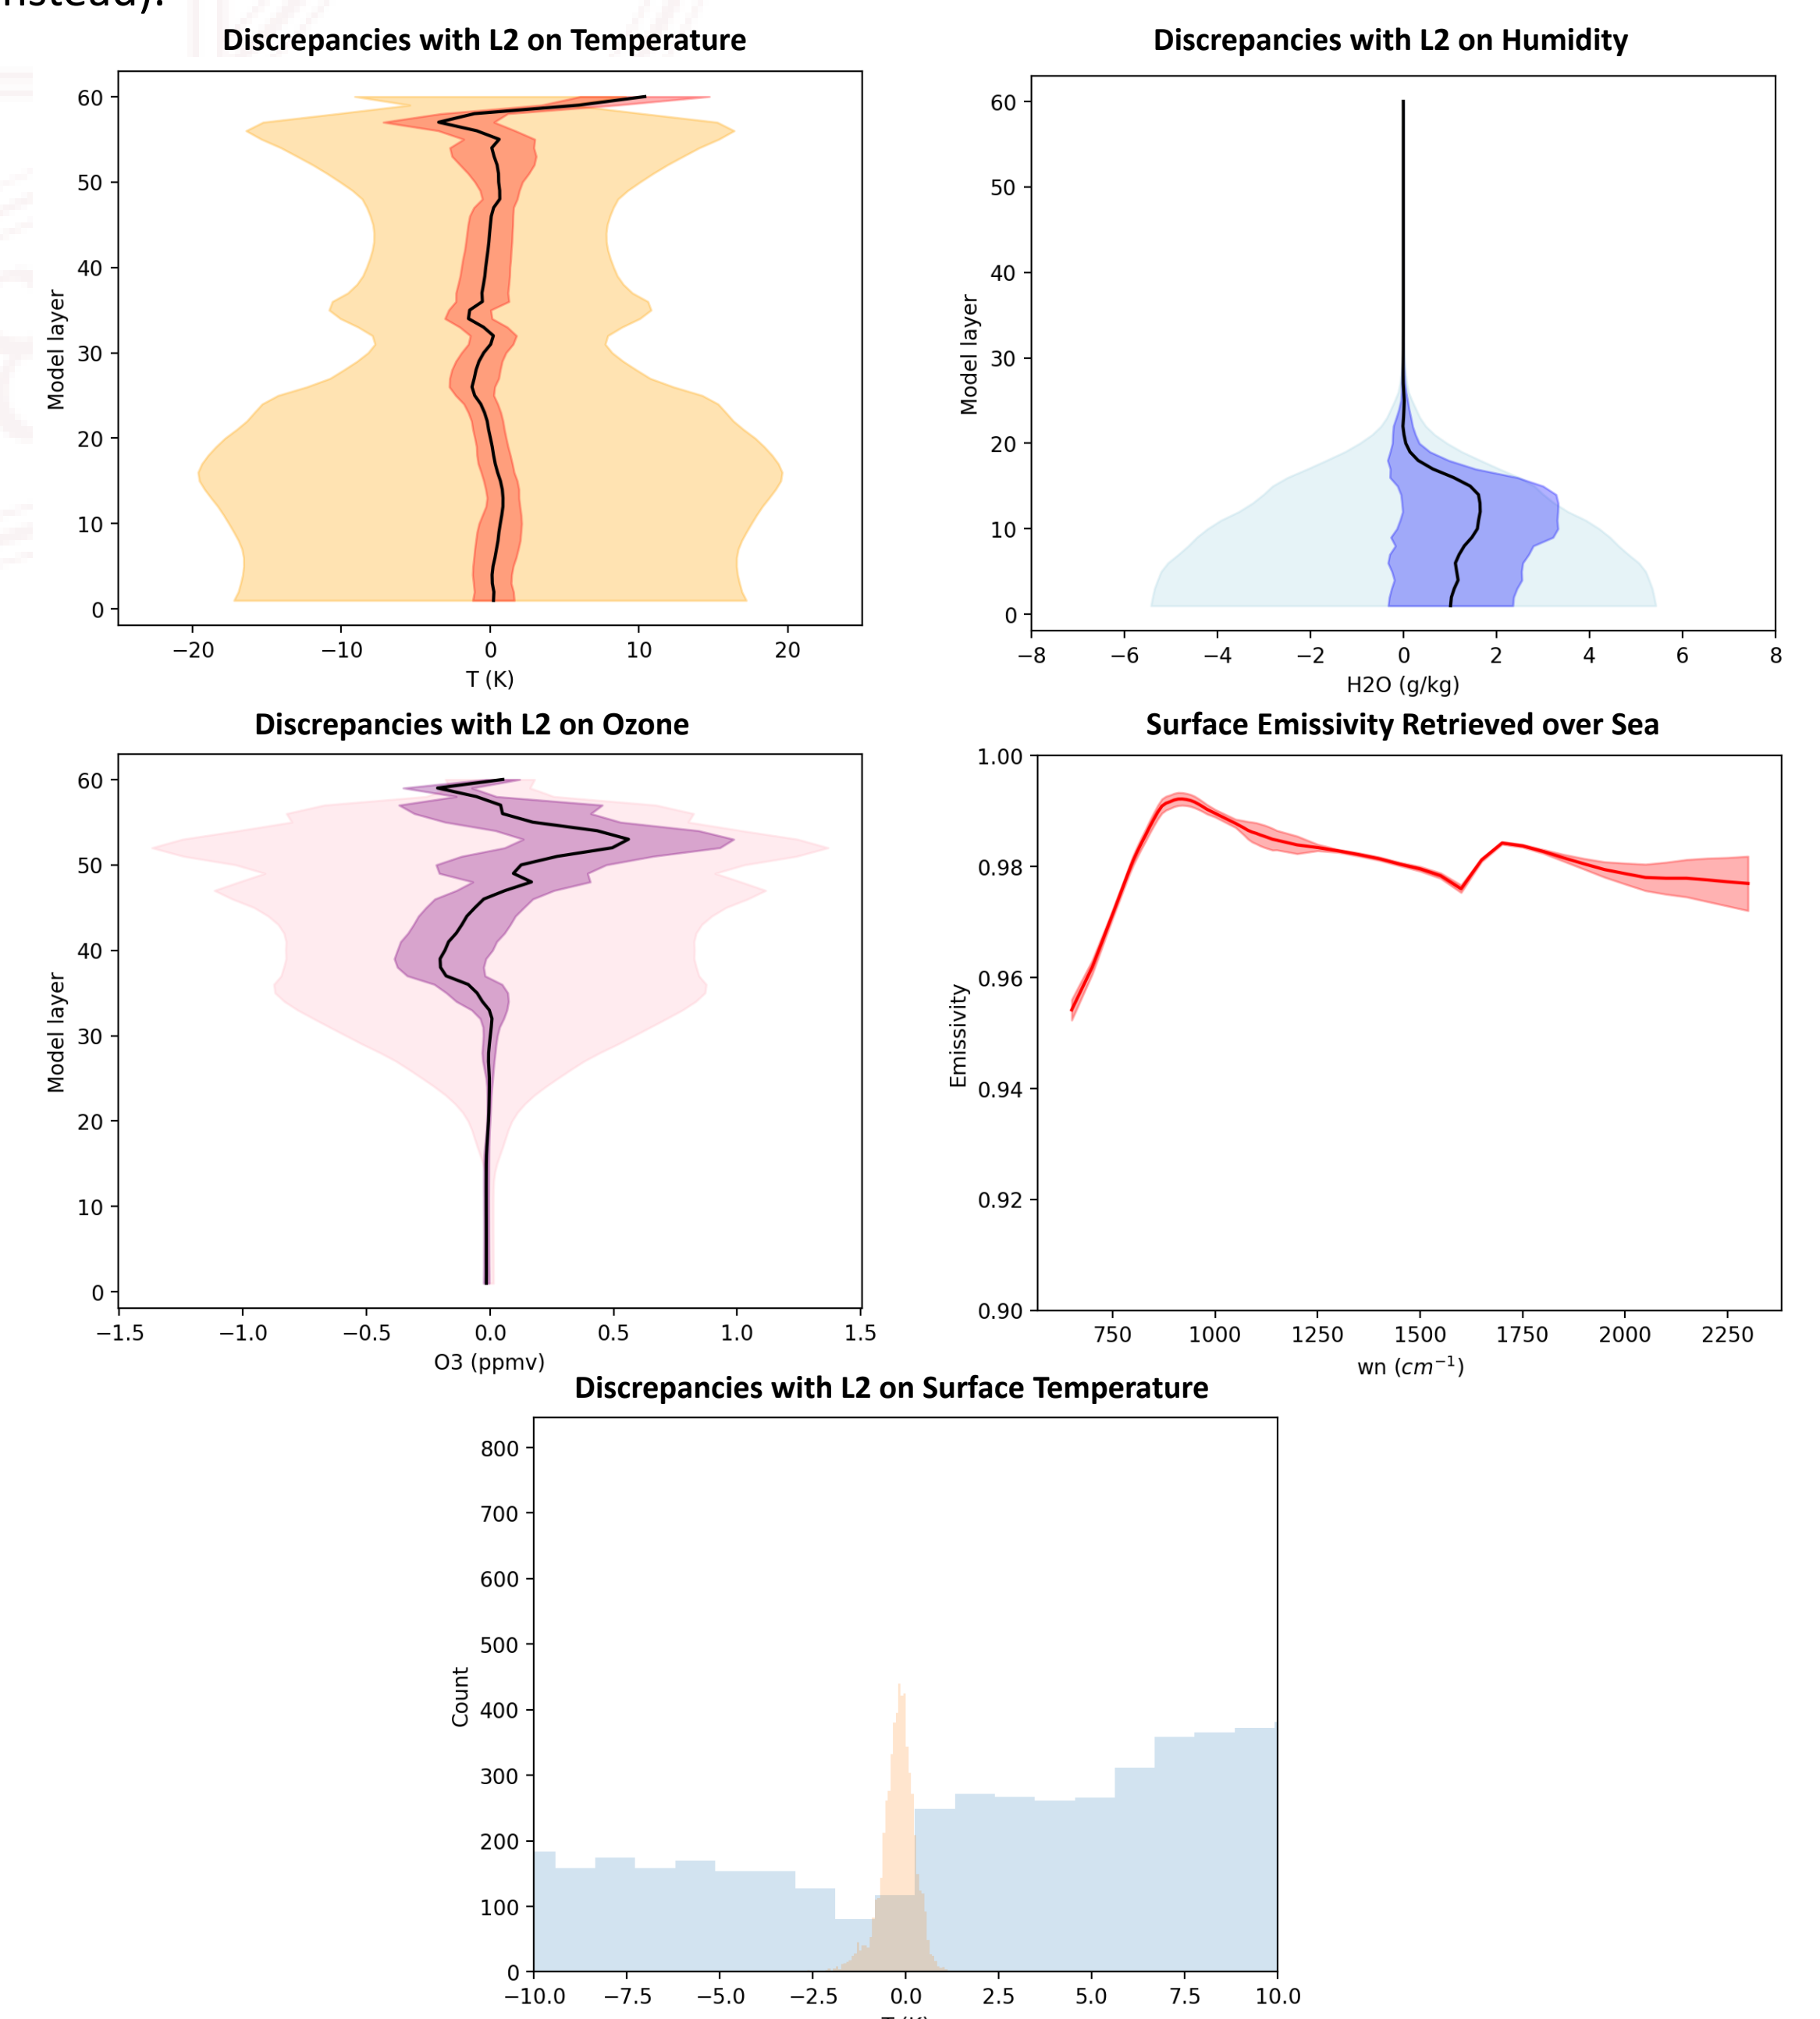 nstead).
Discrepancies with L2 on Temperature
60
50
40
30
20
10
0
Model layer
−20 −10 0 10 20
T (K)
Discrepancies with L2 on Humidity
60
50
40
30
20
10
0
Model layer
−8 −6 −4 −2 0 2 4 6 8
H2O (g/kg)
Discrepancies with L2 on Ozone
60
50
40
30
20
10
0
Model layer
−1.5 −1.0 −0.5 0.0 0.5 1.0 1.5
O3 (ppmv)
Surface Emissivity Retrieved over Sea
1.00
0.98
0.96
0.94
0.92
0.90
Emissivity
750 1000 1250 1500 1750 2000 2250
wn (cm⁻¹)
Discrepancies with L2 on Surface Temperature
800
700
600
500
400
300
200
100
0
Count
−10.0 −7.5 −5.0 −2.5 0.0 2.5 5.0 7.5 10.0